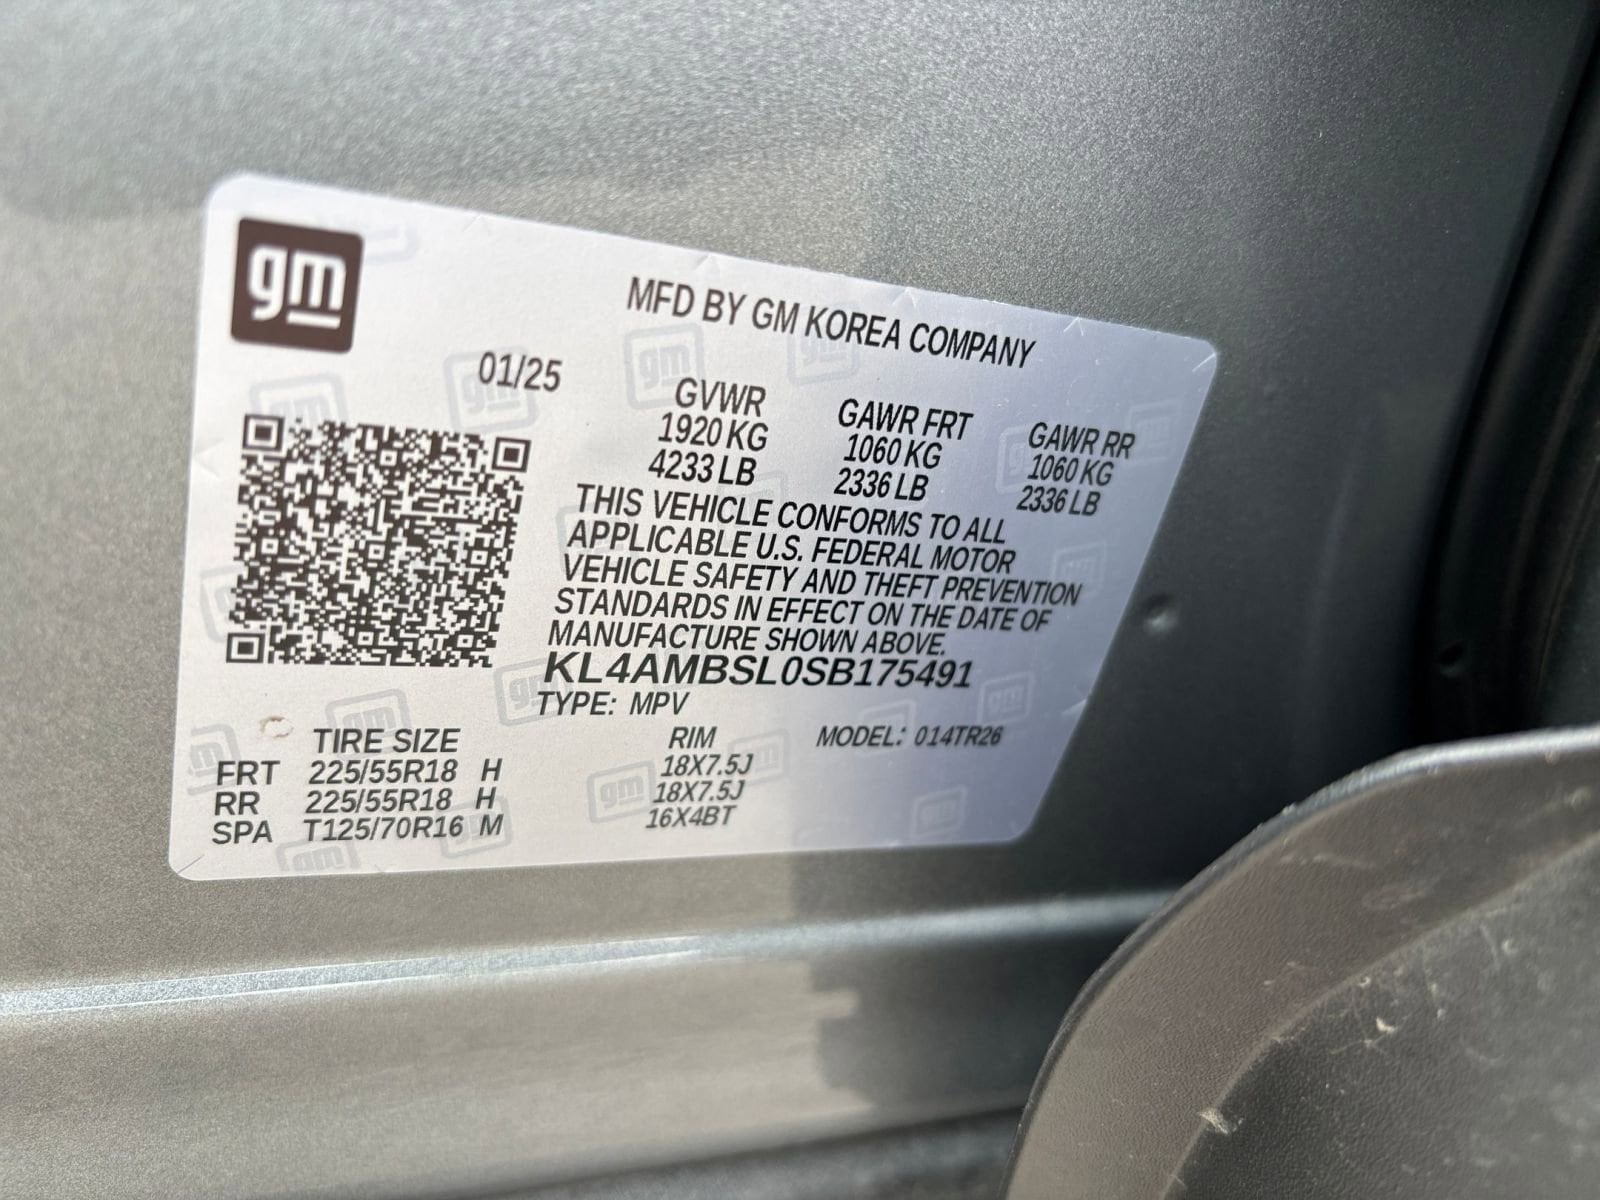 gm
MFD BY GM KOREA COMPANY
01/25
GVWR GAWR FRT GAWR RR
1920 KG 1060 KG 1060 KG
4233 LB 2336 LB 2336 LB
THIS VEHICLE CONFORMS TO ALL
APPLICABLE U.S. FEDERAL MOTOR
VEHICLE SAFETY AND THEFT PREVENTION
STANDARDS IN EFFECT ON THE DATE OF
MANUFACTURE SHOWN ABOVE.
KL4AMBSL0SB175491
TYPE: MPV
TIRE SIZE RIM MODEL: 014TR26
FRT 225/55R18 H 18X7.5J
RR 225/55R18 H 18X7.5J
SPA T125/70R16 M 16X4BT